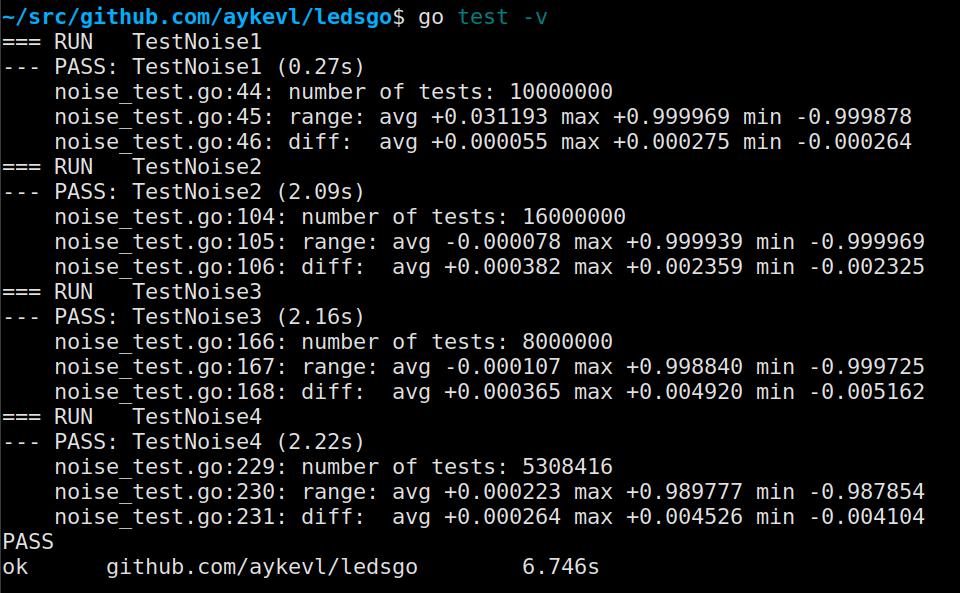 ~/src/github.com/aykevl/ledsgo$ go test -v
=== RUN   TestNoise1
--- PASS: TestNoise1 (0.27s)
    noise_test.go:44: number of tests: 10000000
    noise_test.go:45: range: avg +0.031193 max +0.999969 min -0.999878
    noise_test.go:46: diff:  avg +0.000055 max +0.000275 min -0.000264
=== RUN   TestNoise2
--- PASS: TestNoise2 (2.09s)
    noise_test.go:104: number of tests: 16000000
    noise_test.go:105: range: avg -0.000078 max +0.999939 min -0.999969
    noise_test.go:106: diff:  avg +0.000382 max +0.002359 min -0.002325
=== RUN   TestNoise3
--- PASS: TestNoise3 (2.16s)
    noise_test.go:166: number of tests: 8000000
    noise_test.go:167: range: avg -0.000107 max +0.998840 min -0.999725
    noise_test.go:168: diff:  avg +0.000365 max +0.004920 min -0.005162
=== RUN   TestNoise4
--- PASS: TestNoise4 (2.22s)
    noise_test.go:229: number of tests: 5308416
    noise_test.go:230: range: avg +0.000223 max +0.989777 min -0.987854
    noise_test.go:231: diff:  avg +0.000264 max +0.004526 min -0.004104
PASS
ok      github.com/aykevl/ledsgo        6.746s